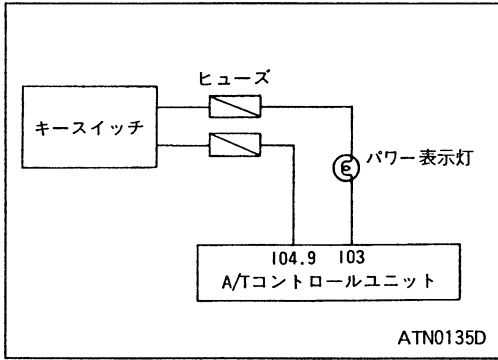 ヒューズ
キースイッチ
パワー表示灯
104.9 103
A/Tコントロールユニット
ATN0135D